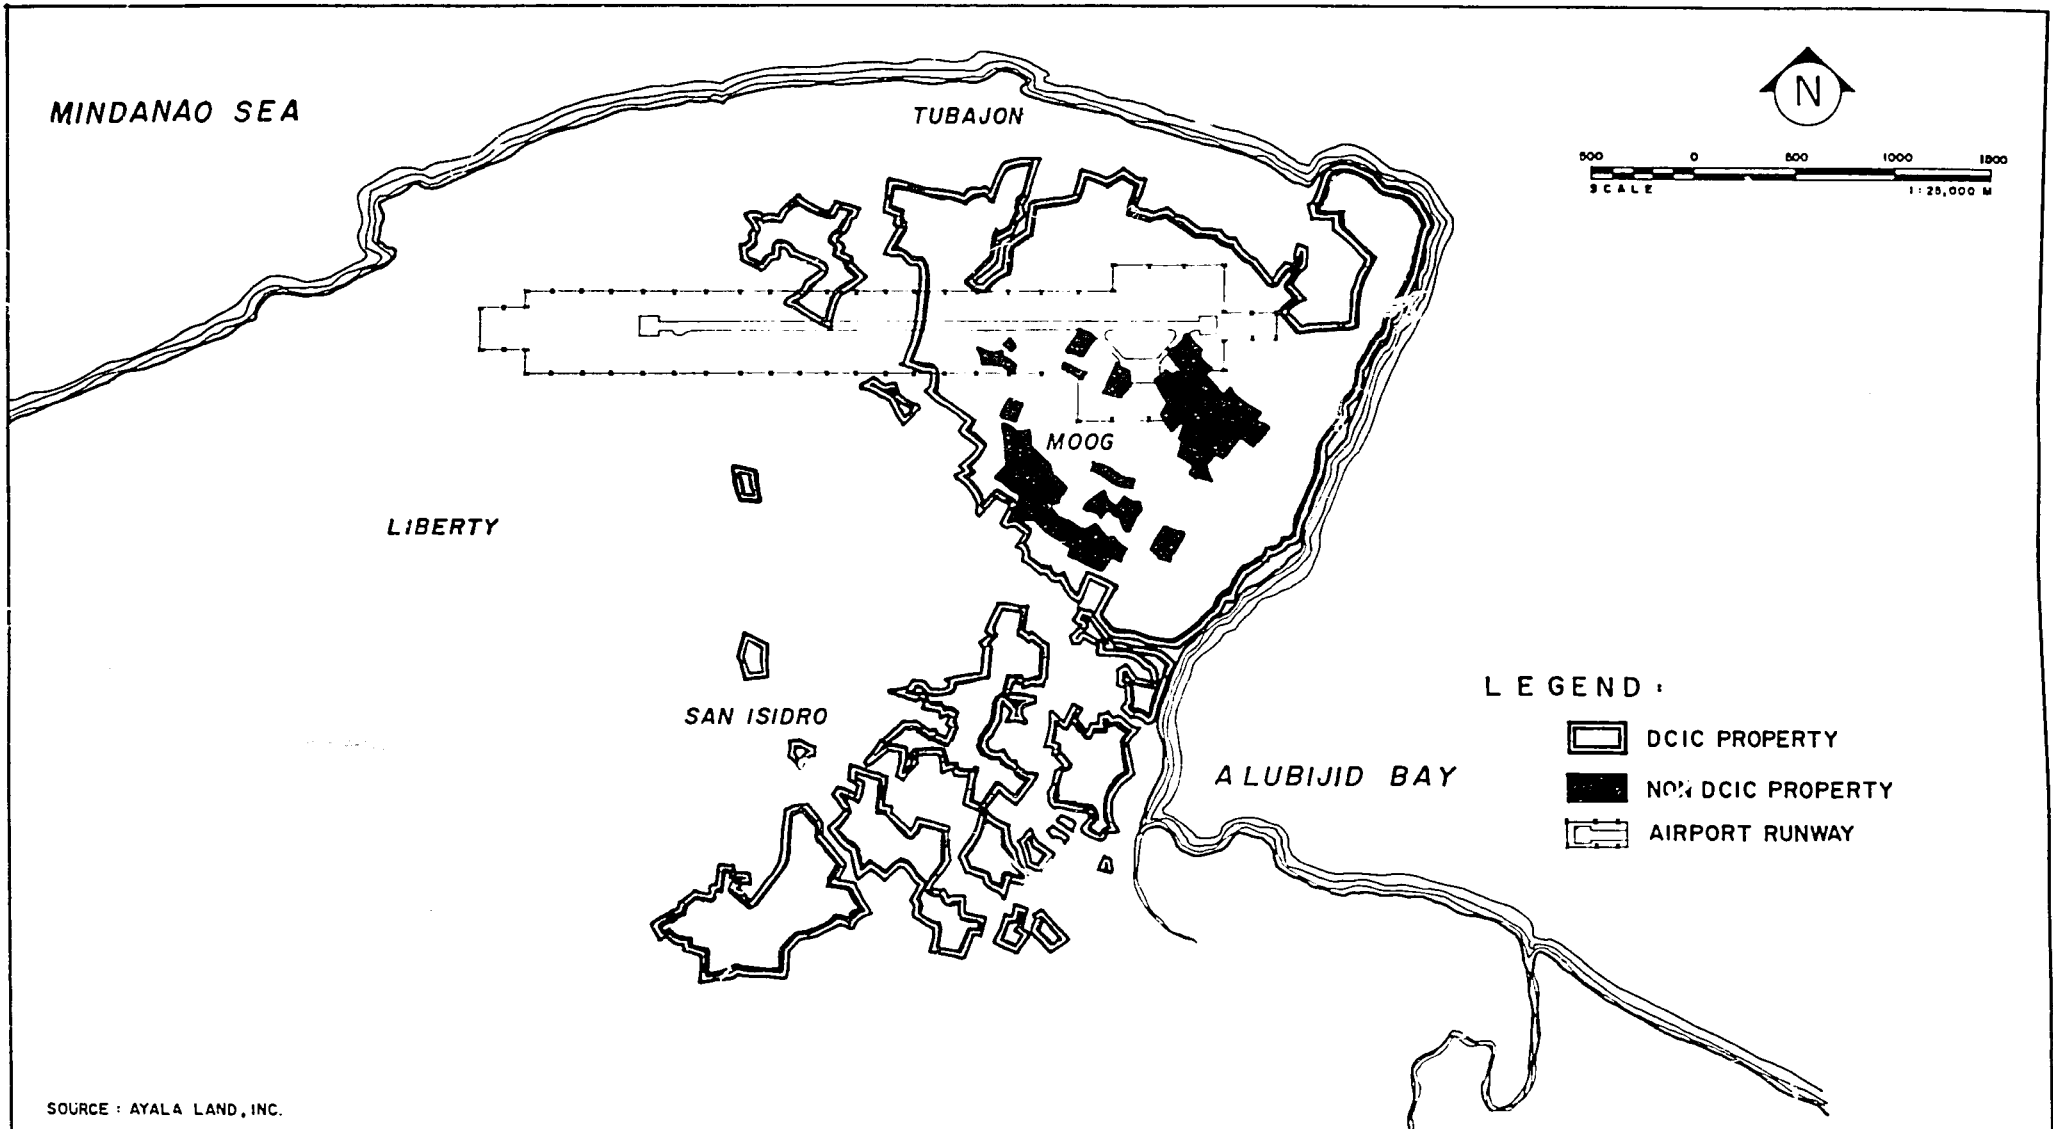 MINDANAO SEA
TUBAJON
N
500 0 500 1000 1500
SCALE 1:25,000 M
MOOG
LIBERTY
SAN ISIDRO
ALUBIJID BAY
LEGEND:
DCIC PROPERTY
NON DCIC PROPERTY
AIRPORT RUNWAY
SOURCE : AYALA LAND, INC.